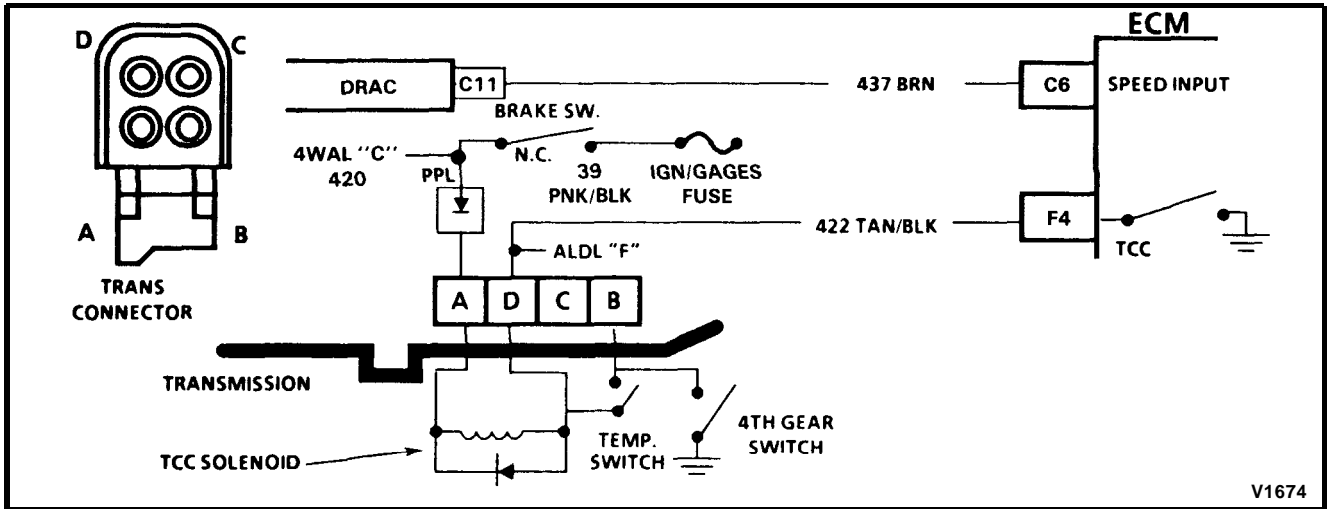 ECM
D
C
DRAC
C11
437 BRN
C6
SPEED INPUT
BRAKE SW.
4WAL "C"
420
PPL
N.C.
39
PNK/BLK
IGN/GAGES
FUSE
A
B
422 TAN/BLK
F4
TCC
ALDL "F"
TRANS
CONNECTOR
A
D
C
B
TRANSMISSION
TCC SOLENOID
TEMP.
SWITCH
4TH GEAR
SWITCH
V1674